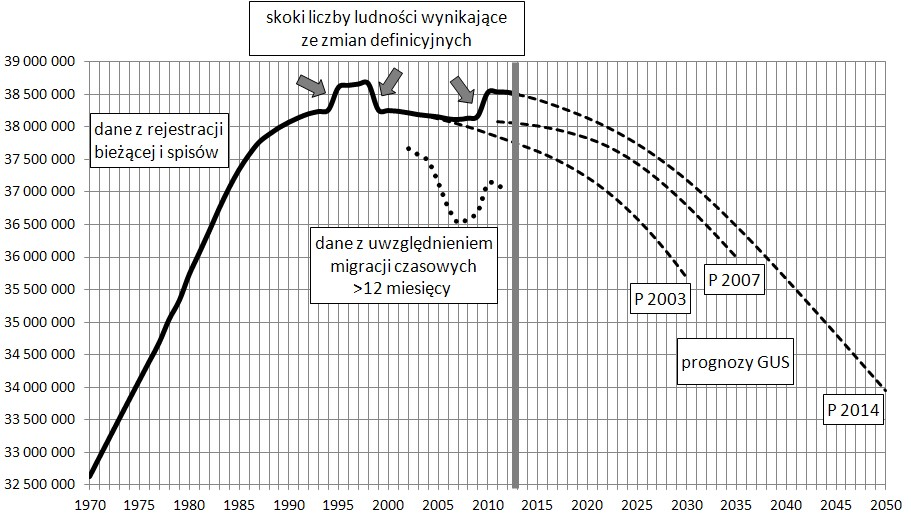 skoki liczby ludności wynikające
ze zmian definicyjnych
39 000 000
38 500 000
38 000 000
37 500 000
37 000 000
36 500 000
36 000 000
35 500 000
35 000 000
34 500 000
34 000 000
33 500 000
33 000 000
32 500 000
dane z rejestracji
bieżącej i spisów
dane z uwzględnieniem
migracji czasowych
>12 miesięcy
P 2003
P 2007
prognozy GUS
P 2014
1970 1975 1980 1985 1990 1995 2000 2005 2010 2015 2020 2025 2030 2035 2040 2045 2050